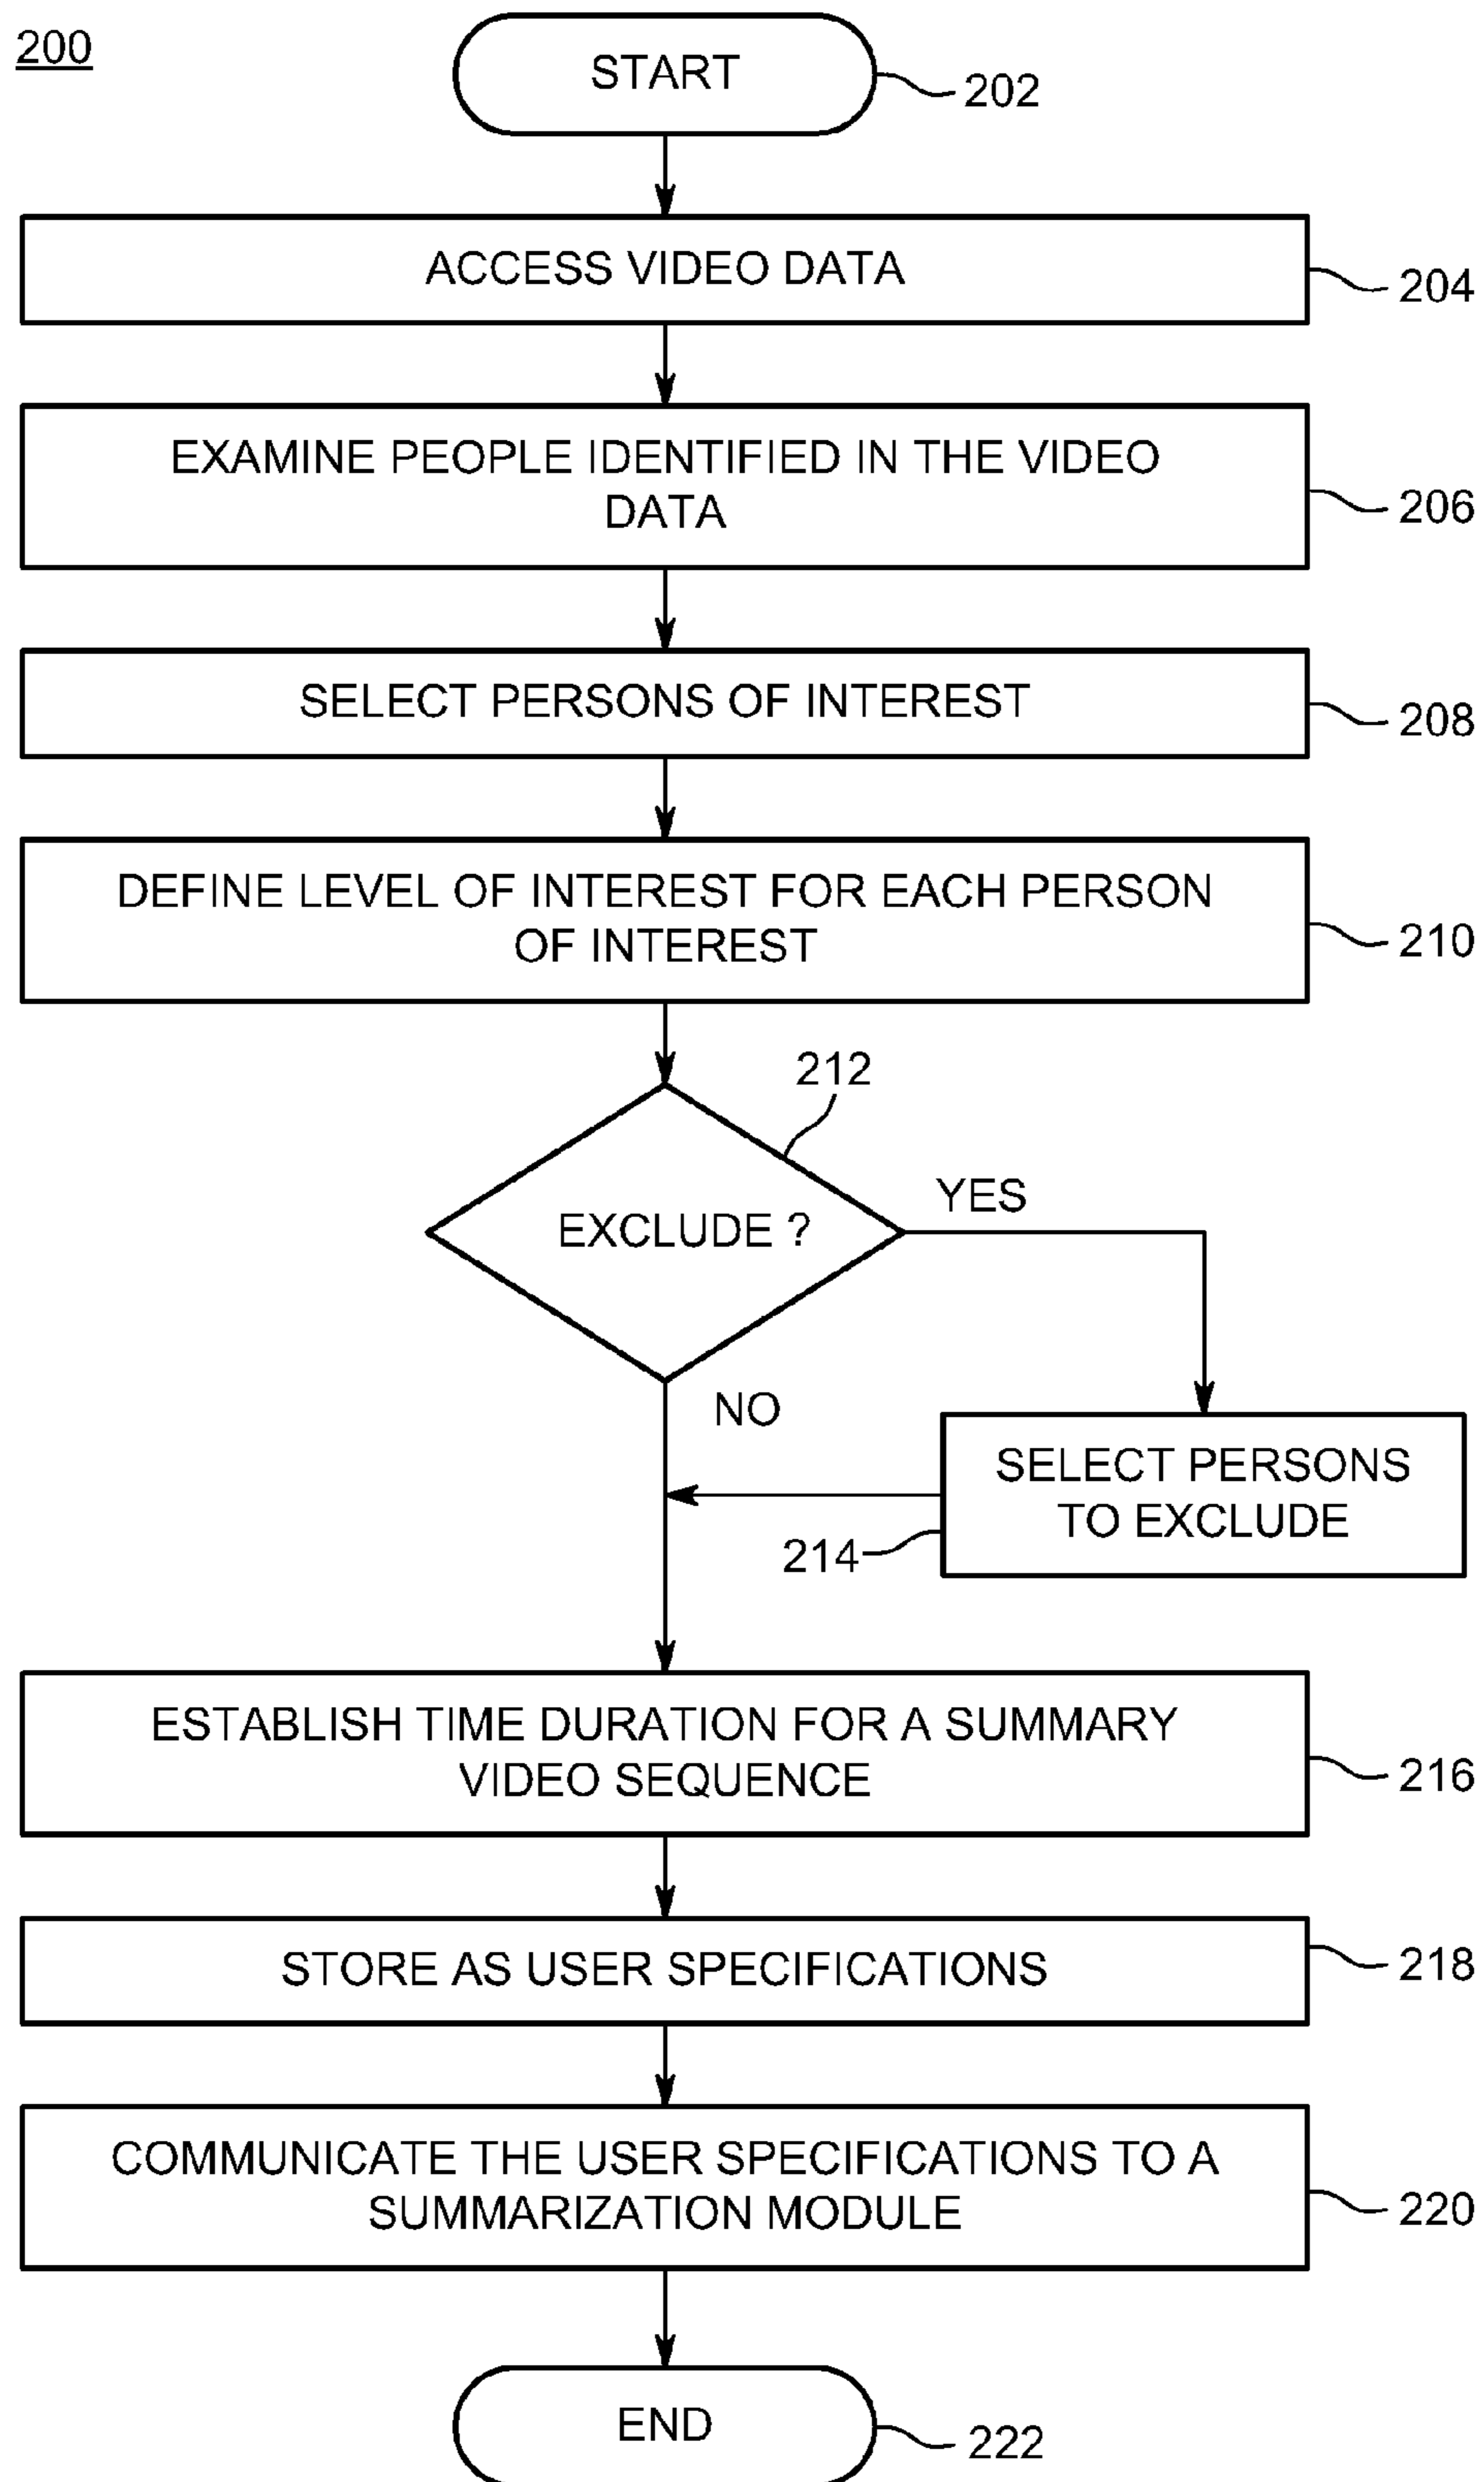 200
START
202
ACCESS VIDEO DATA
204
EXAMINE PEOPLE IDENTIFIED IN THE VIDEO
DATA
206
SELECT PERSONS OF INTEREST
208
DEFINE LEVEL OF INTEREST FOR EACH PERSON
OF INTEREST
210
212
EXCLUDE ?
YES
NO
SELECT PERSONS
TO EXCLUDE
214
ESTABLISH TIME DURATION FOR A SUMMARY
VIDEO SEQUENCE
216
STORE AS USER SPECIFICATIONS
218
COMMUNICATE THE USER SPECIFICATIONS TO A
SUMMARIZATION MODULE
220
END
222